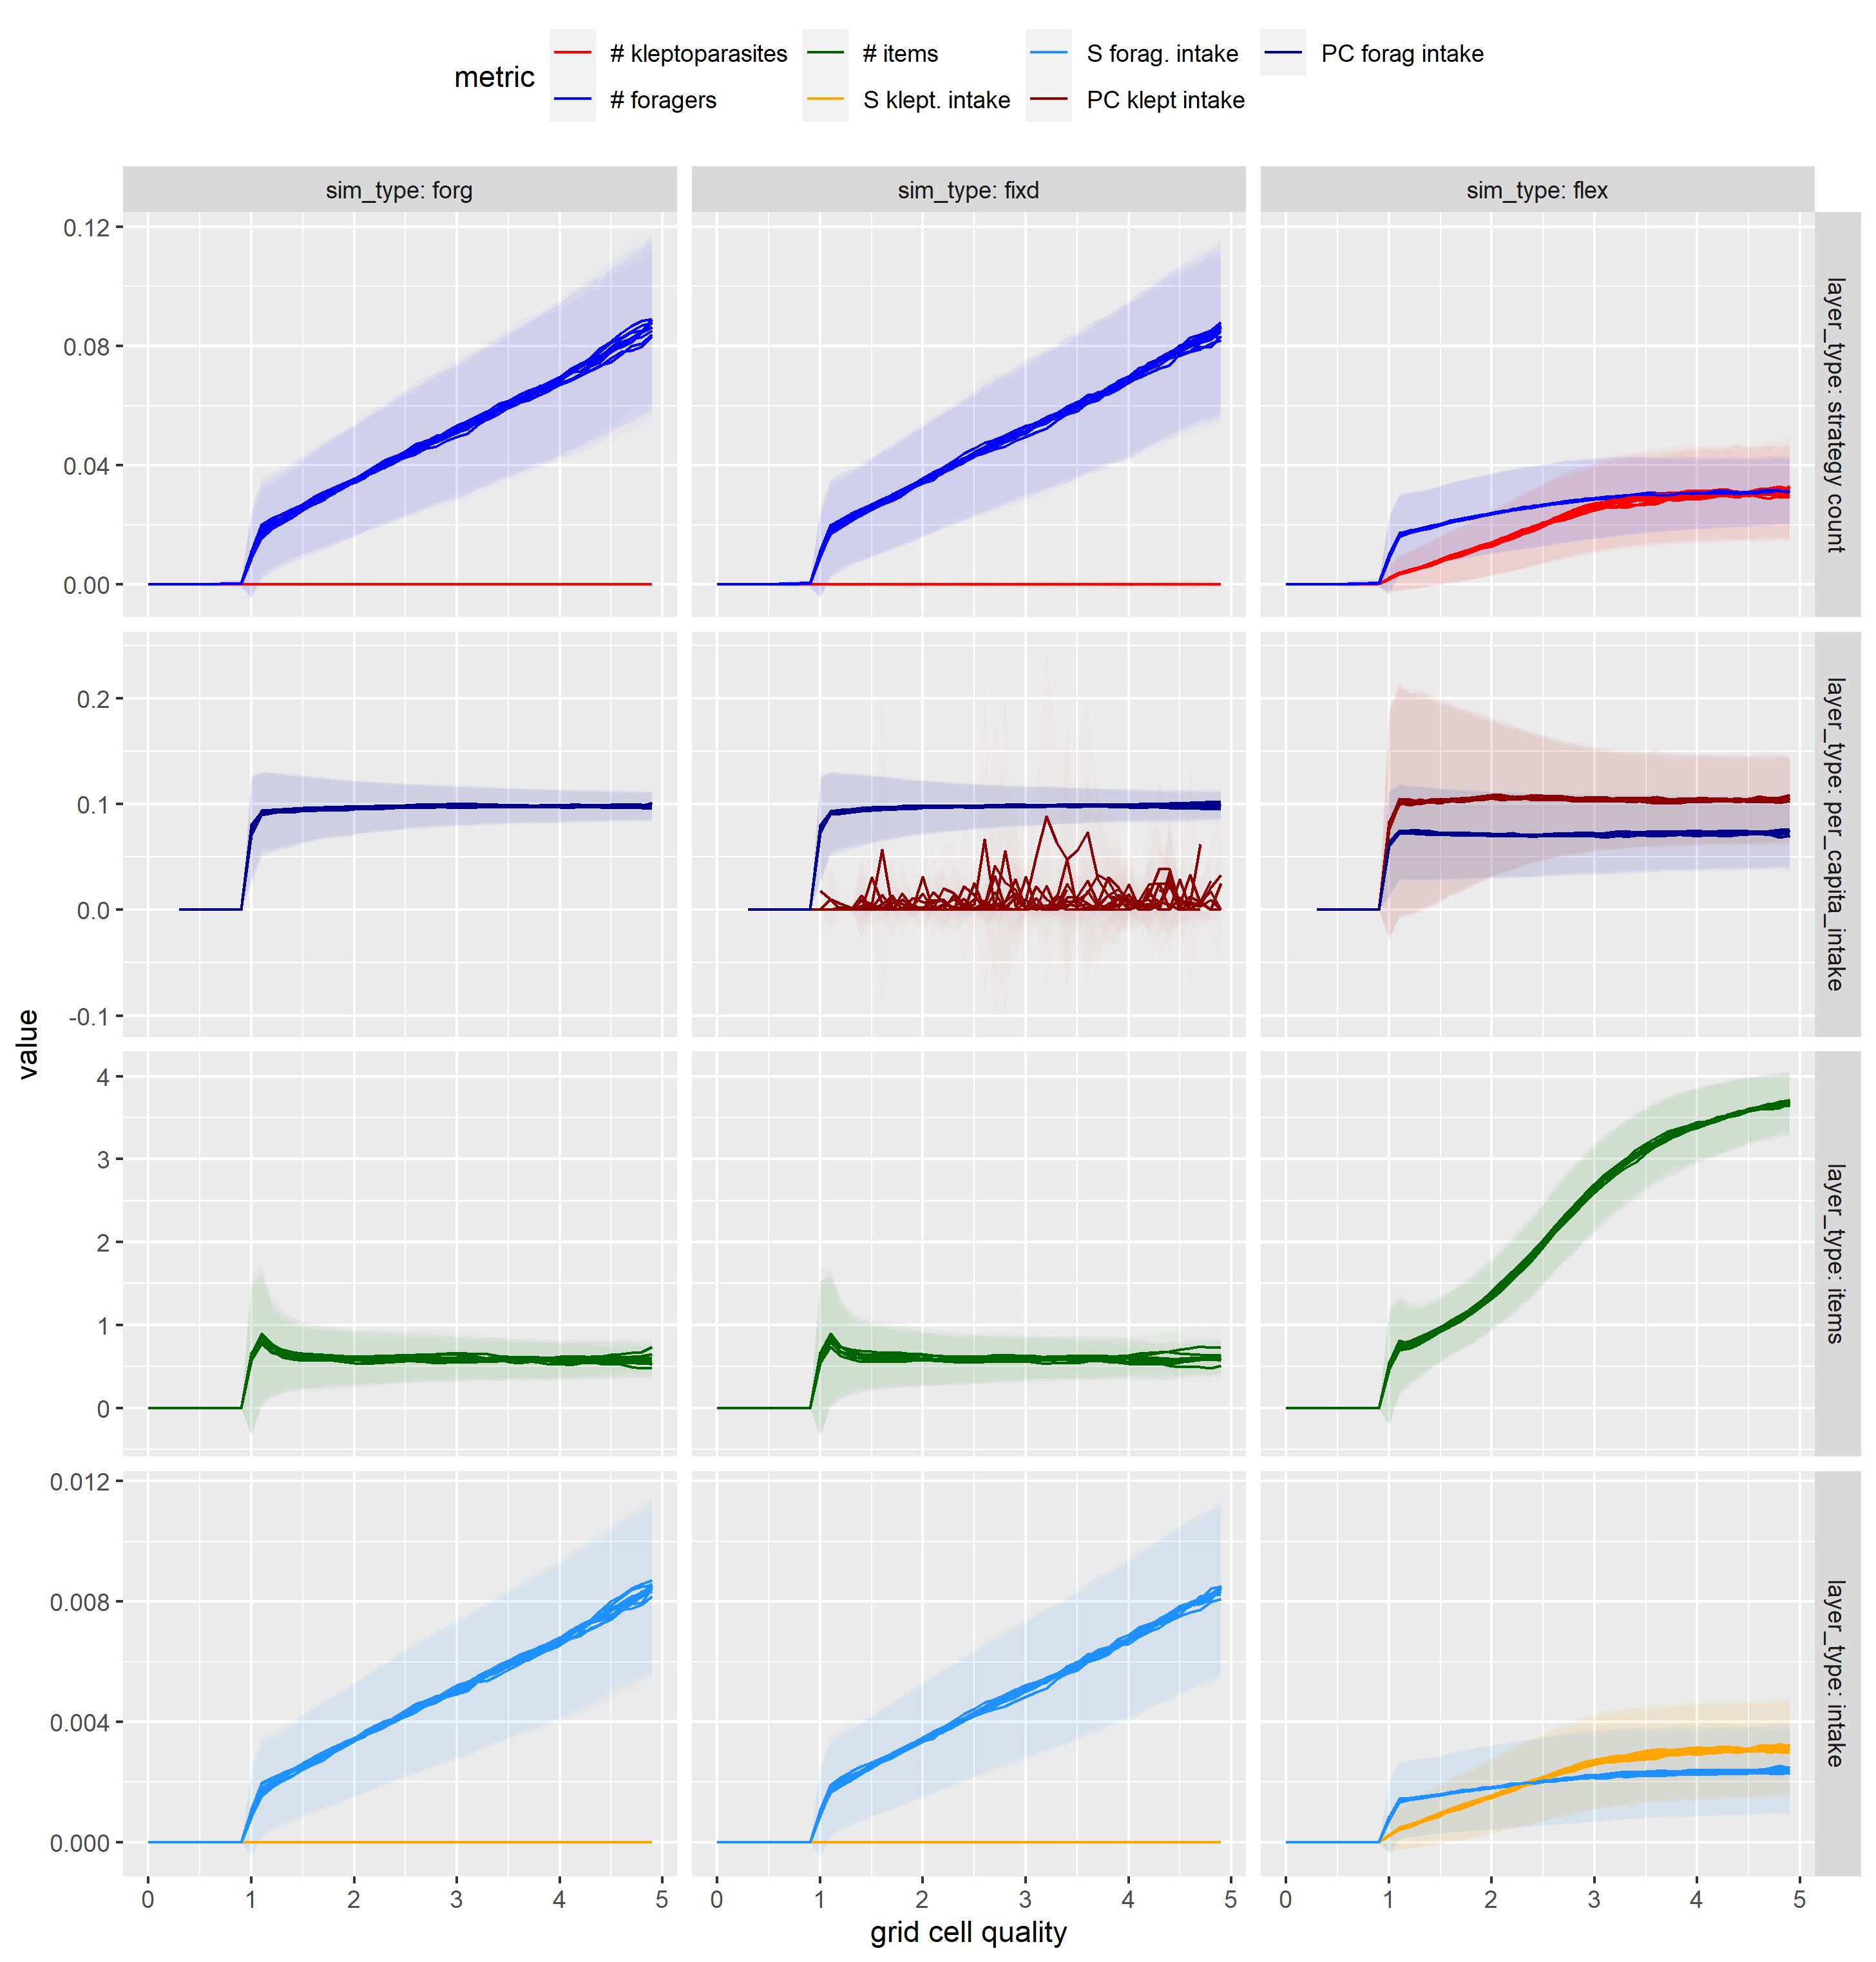 metric
# kleptoparasites
# items
S forag. intake
PC forag intake
# foragers
S klept. intake
PC klept intake
sim_type: forg
sim_type: fixd
sim_type: flex
0.12
0.08
0.04
0.00
layer_type: strategy count
0.2
0.1
0.0
-0.1
layer_type: per_capita_intake
value
4
3
2
1
0
layer_type: items
0.012
0.008
0.004
0.000
layer_type: intake
0 1 2 3 4 5
0 1 2 3 4 5
0 1 2 3 4 5
grid cell quality